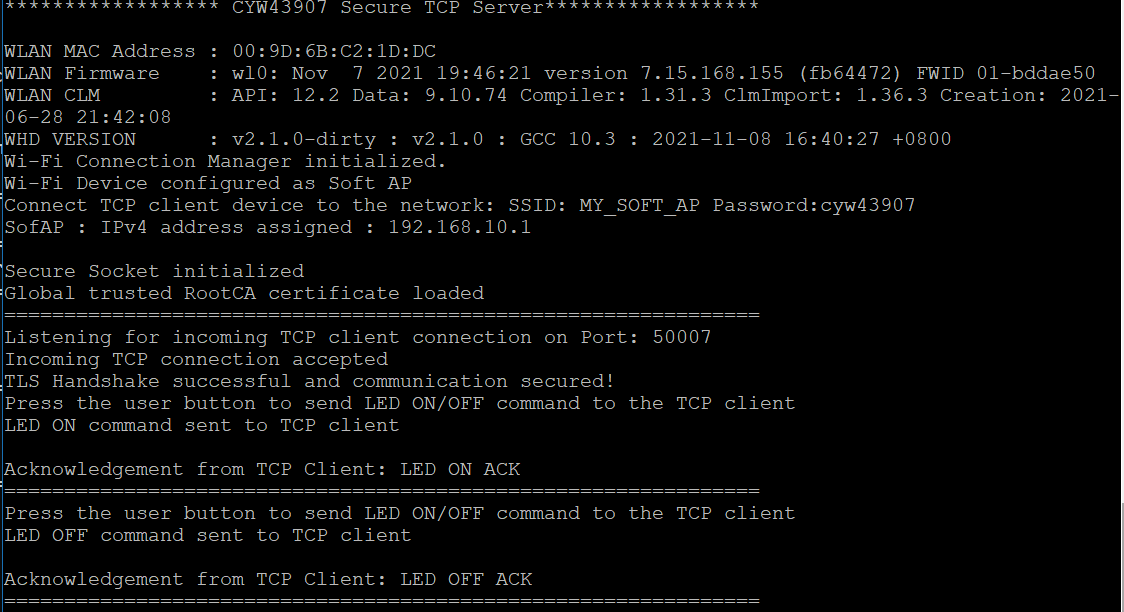 ****************** CYW43907 Secure TCP Server******************
WLAN MAC Address : 00:9D:6B:C2:1D:DC
WLAN Firmware    : wl0: Nov  7 2021 19:46:21 version 7.15.168.155 (fb64472) FWID 01-bddae50
WLAN CLM         : API: 12.2 Data: 9.10.74 Compiler: 1.31.3 ClmImport: 1.36.3 Creation: 2021-
06-28 21:42:08
WHD VERSION      : v2.1.0-dirty : v2.1.0 : GCC 10.3 : 2021-11-08 16:40:27 +0800
Wi-Fi Connection Manager initialized.
Wi-Fi Device configured as Soft AP
Connect TCP client device to the network: SSID: MY_SOFT_AP Password:cyw43907
SofAP : IPv4 address assigned : 192.168.10.1
Secure Socket initialized
Global trusted RootCA certificate loaded
===============================================================
Listening for incoming TCP client connection on Port: 50007
Incoming TCP connection accepted
TLS Handshake successful and communication secured!
Press the user button to send LED ON/OFF command to the TCP client
LED ON command sent to TCP client
Acknowledgement from TCP Client: LED ON ACK
===============================================================
Press the user button to send LED ON/OFF command to the TCP client
LED OFF command sent to TCP client
Acknowledgement from TCP Client: LED OFF ACK
===============================================================